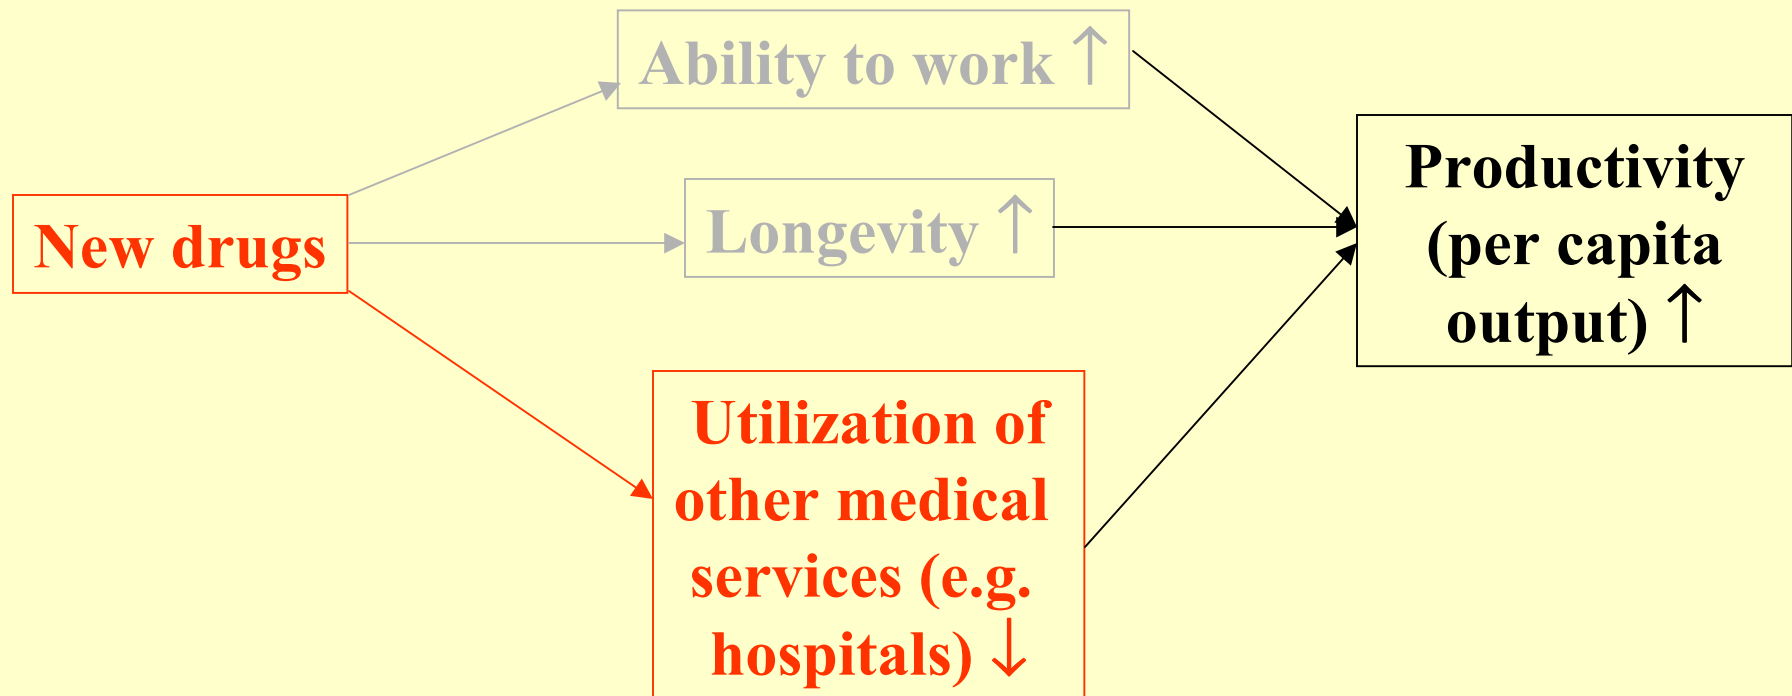 Ability to work ↑
New drugs
Longevity ↑
Productivity
(per capita
output) ↑
Utilization of
other medical
services (e.g.
hospitals) ↓